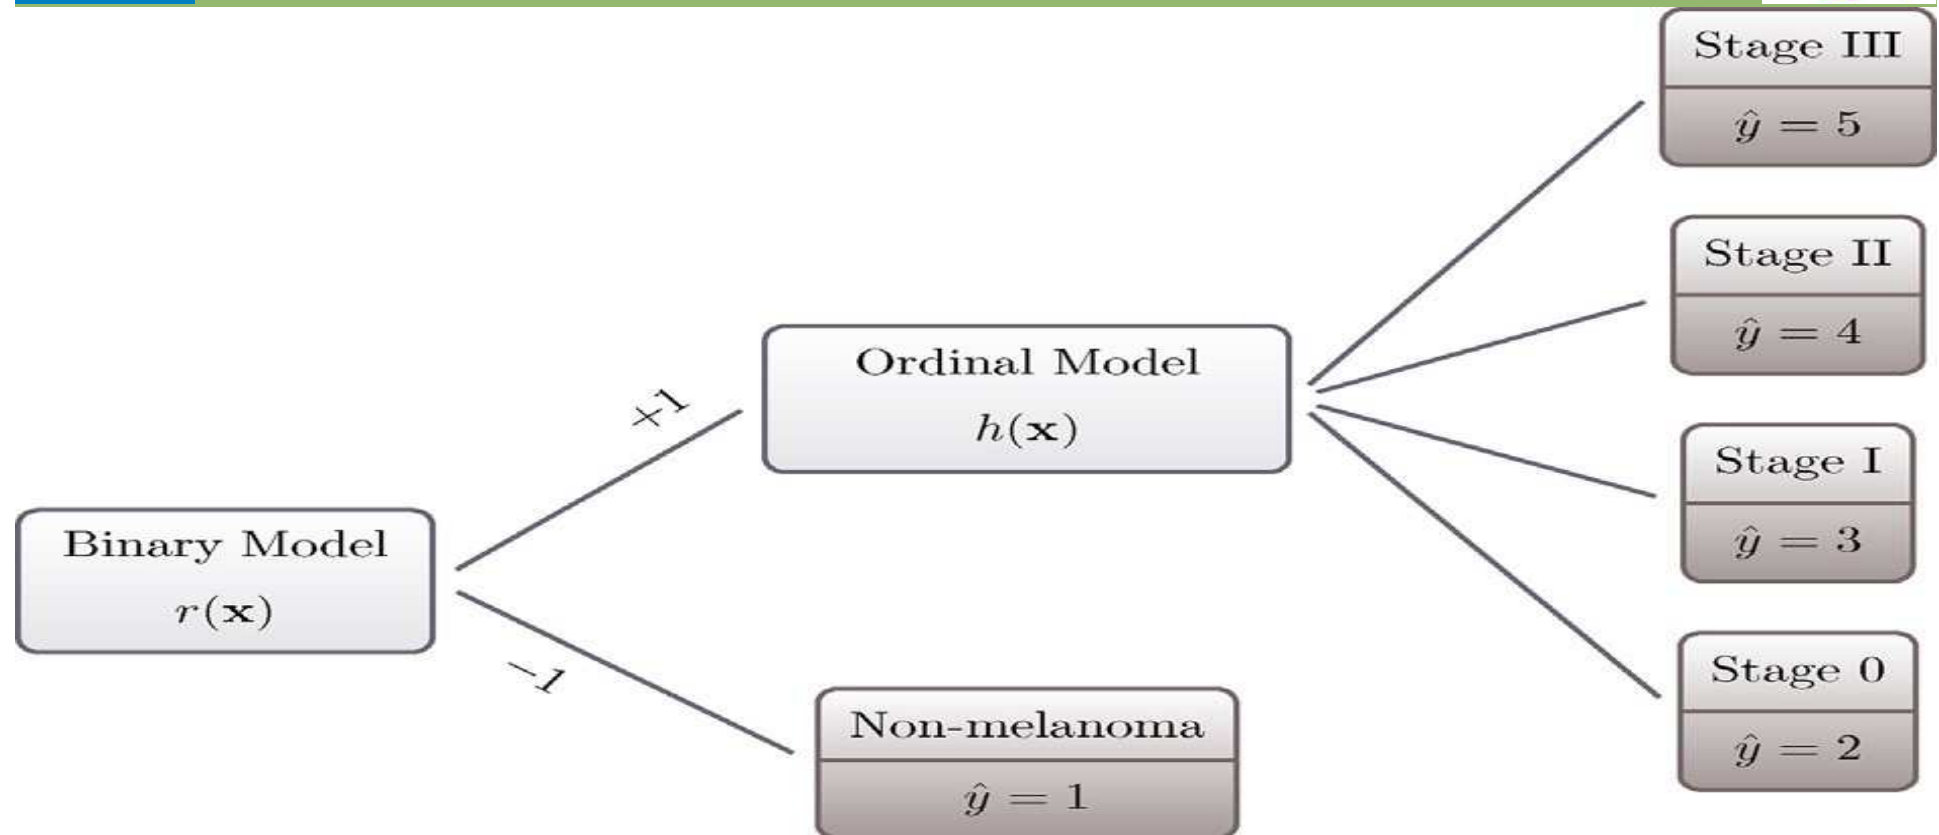 Stage III
ŷ = 5
Stage II
ŷ = 4
Ordinal Model
h(x)
+1
Stage I
ŷ = 3
Binary Model
r(x)
−1
Stage 0
ŷ = 2
Non-melanoma
ŷ = 1